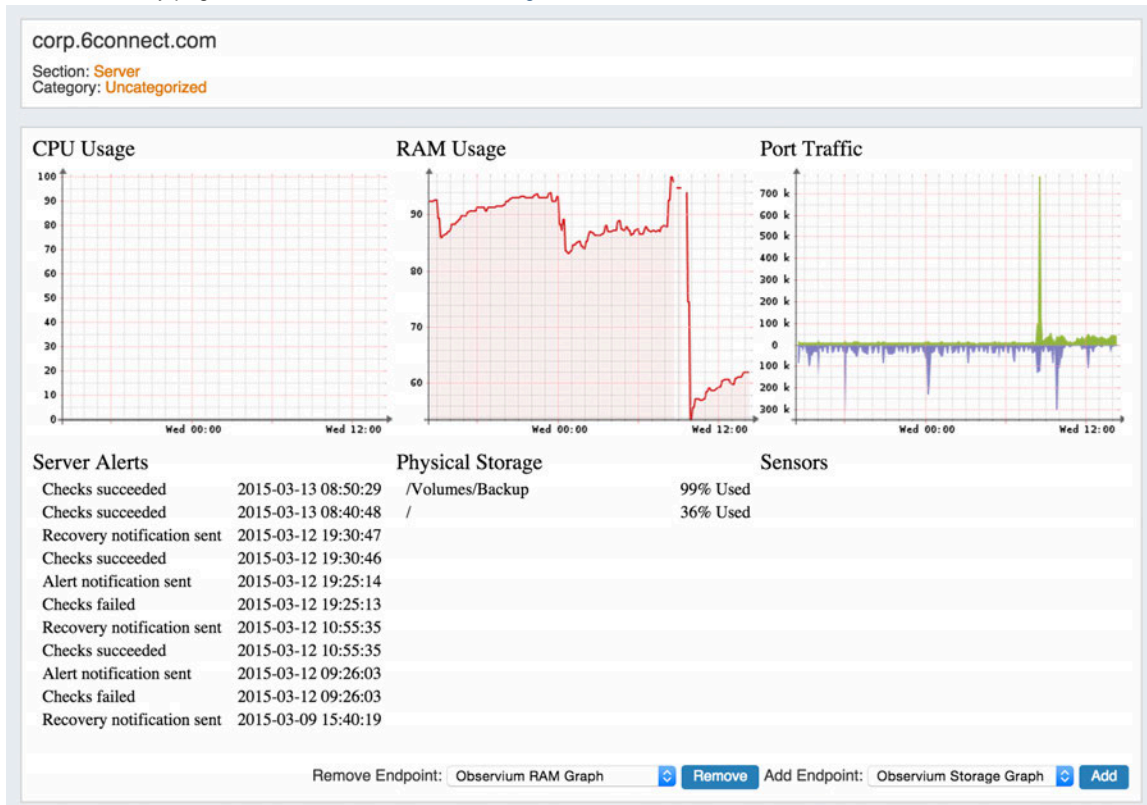 corp.6connect.com
Section: Server
Category: Uncategorized
CPU Usage
100
90
80
70
60
50
40
30
20
10
0
Wed 00:00 Wed 12:00
RAM Usage
90
80
70
60
Wed 00:00 Wed 12:00
Port Traffic
700 k
600 k
500 k
400 k
300 k
200 k
100 k
0
100 k
200 k
300 k
Wed 00:00 Wed 12:00
Server Alerts
Checks succeeded 2015-03-13 08:50:29
Checks succeeded 2015-03-13 08:40:48
Recovery notification sent 2015-03-12 19:30:47
Checks succeeded 2015-03-12 19:30:46
Alert notification sent 2015-03-12 19:25:14
Checks failed 2015-03-12 19:25:13
Recovery notification sent 2015-03-12 10:55:35
Checks succeeded 2015-03-12 10:55:35
Alert notification sent 2015-03-12 09:26:03
Checks failed 2015-03-12 09:26:03
Recovery notification sent 2015-03-09 15:40:19
Physical Storage
/Volumes/Backup 99% Used
/ 36% Used
Sensors
Remove Endpoint: Observium RAM Graph Remove Add Endpoint: Observium Storage Graph Add